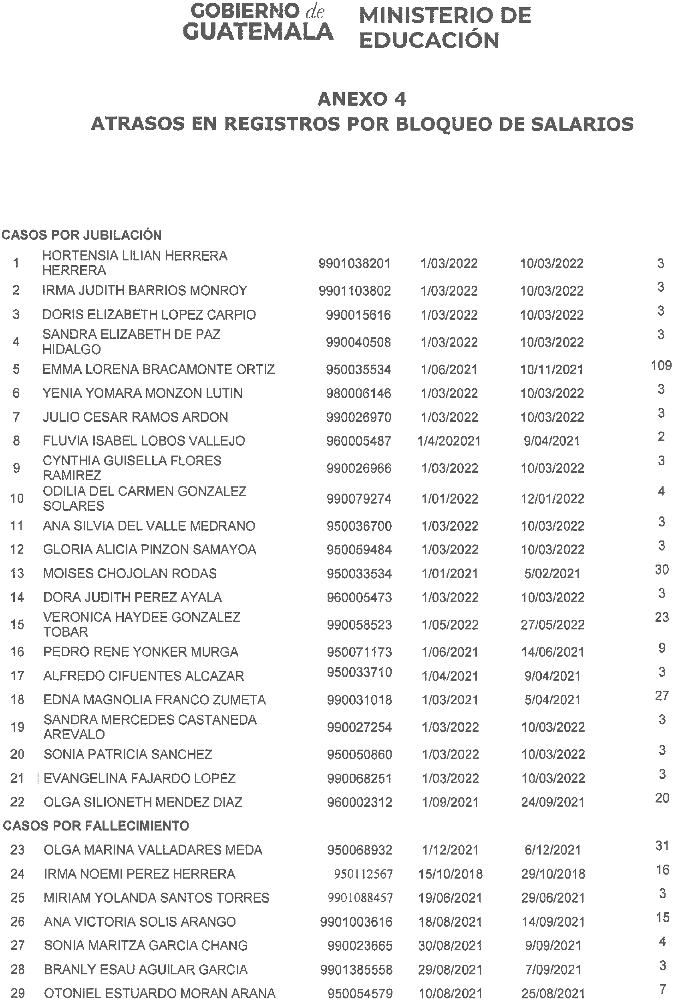 GOBIERNO de GUATEMALA
MINISTERIO DE EDUCACIÓN
ANEXO 4
ATRASOS EN REGISTROS POR BLOQUEO DE SALARIOS
CASOS POR JUBILACIÓN
1 HORTENSIA LILIAN HERRERA HERRERA 9901038201 1/03/2022 10/03/2022 3
2 IRMA JUDITH BARRIOS MONROY 9901103802 1/03/2022 10/03/2022 3
3 DORIS ELIZABETH LOPEZ CARPIO 990015616 1/03/2022 10/03/2022 3
4 SANDRA ELIZABETH DE PAZ HIDALGO 990040508 1/03/2022 10/03/2022 3
5 EMMA LORENA BRACAMONTE ORTIZ 950035534 1/06/2021 10/11/2021 109
6 YENIA YOMARA MONZON LUTIN 980006146 1/03/2022 10/03/2022 3
7 JULIO CESAR RAMOS ARDON 990026970 1/03/2022 10/03/2022 3
8 FLUVIA ISABEL LOBOS VALLEJO 960005487 1/4/202021 9/04/2021 2
9 CYNTHIA GUISELLA FLORES RAMIREZ 990026966 1/03/2022 10/03/2022 3
10 ODILIA DEL CARMEN GONZALEZ SOLARES 990079274 1/01/2022 12/01/2022 4
11 ANA SILVIA DEL VALLE MEDRANO 950036700 1/03/2022 10/03/2022 3
12 GLORIA ALICIA PINZON SAMAYOA 950059484 1/03/2022 10/03/2022 3
13 MOISES CHOJOLAN RODAS 950033534 1/01/2021 5/02/2021 30
14 DORA JUDITH PEREZ AYALA 960005473 1/03/2022 10/03/2022 3
15 VERONICA HAYDEE GONZALEZ TOBAR 990058523 1/05/2022 27/05/2022 23
16 PEDRO RENE YONKER MURGA 950071173 1/06/2021 14/06/2021 9
17 ALFREDO CIFUENTES ALCAZAR 950033710 1/04/2021 9/04/2021 3
18 EDNA MAGNOLIA FRANCO ZUMETA 990031018 1/03/2021 5/04/2021 27
19 SANDRA MERCEDES CASTANEDA AREVALO 990027254 1/03/2022 10/03/2022 3
20 SONIA PATRICIA SANCHEZ 950050860 1/03/2022 10/03/2022 3
21 EVANGELINA FAJARDO LOPEZ 990068251 1/03/2022 10/03/2022 3
22 OLGA SILIONETH MENDEZ DIAZ 960002312 1/09/2021 24/09/2021 20
CASOS POR FALLECIMIENTO
23 OLGA MARINA VALLADARES MEDA 950068932 1/12/2021 6/12/2021 31
24 IRMA NOEMI PEREZ HERRERA 950112567 15/10/2018 29/10/2018 16
25 MIRIAM YOLANDA SANTOS TORRES 9901088457 19/06/2021 29/06/2021 3
26 ANA VICTORIA SOLIS ARANGO 9901003616 18/08/2021 14/09/2021 15
27 SONIA MARITZA GARCIA CHANG 990023665 30/08/2021 9/09/2021 4
28 BRANLY ESAU AGUILAR GARCIA 9901385558 29/08/2021 7/09/2021 3
29 OTONIEL ESTUARDO MORAN ARANA 950054579 10/08/2021 25/08/2021 7